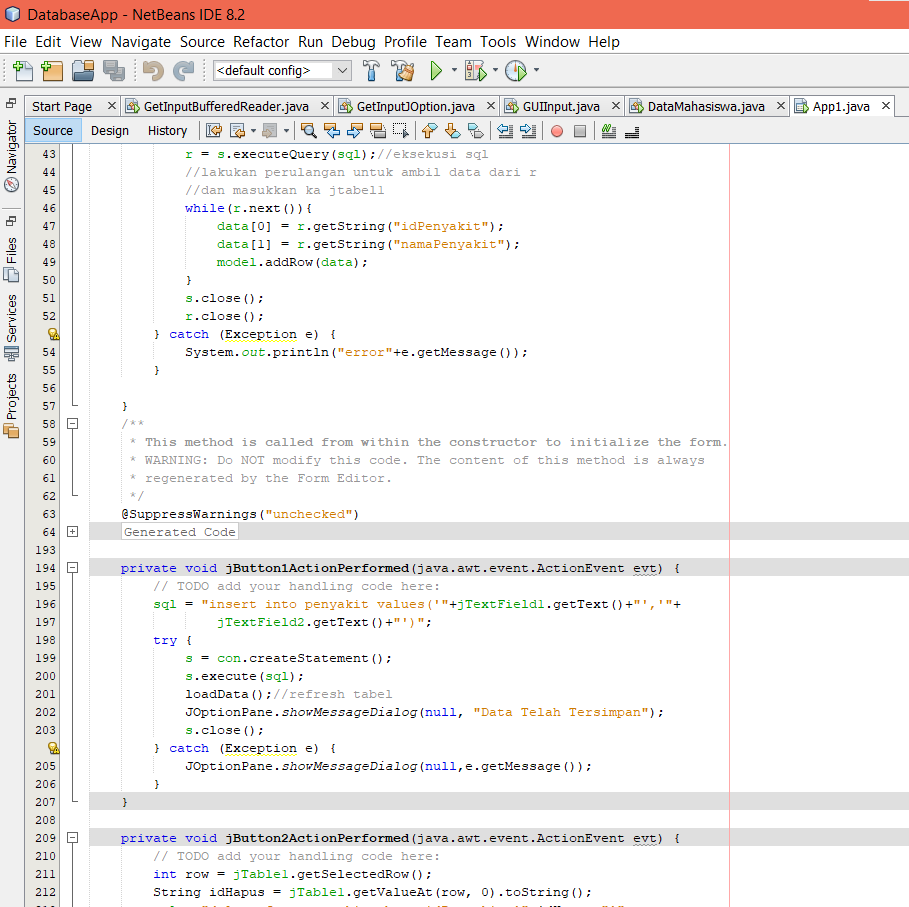 DatabaseApp - NetBeans IDE 8.2
File Edit View Navigate Source Refactor Run Debug Profile Team Tools Window Help
<default config>
Start Page GetInputBufferedReader.java GetInputJOption.java GUIInput.java DataMahasiswa.java App1.java
Source Design History
Navigator
Files
Services
Projects
43 r = s.executeQuery(sql);//eksekusi sql
44 //lakukan perulangan untuk ambil data dari r
45 //dan masukkan ka jtabel1
46 while(r.next()){
47 data[0] = r.getString("idPenyakit");
48 data[1] = r.getString("namaPenyakit");
49 model.addRow(data);
50 }
51 s.close();
52 r.close();
} catch (Exception e) {
54 System.out.println("error"+e.getMessage());
55 }
56
57 }
58 /**
59 * This method is called from within the constructor to initialize the form.
60 * WARNING: Do NOT modify this code. The content of this method is always
61 * regenerated by the Form Editor.
62 */
63 @SuppressWarnings("unchecked")
64 Generated Code
193
194 private void jButton1ActionPerformed(java.awt.event.ActionEvent evt) {
195 // TODO add your handling code here:
196 sql = "insert into penyakit values('"+jTextField1.getText()+"','"+
197 jTextField2.getText()+"')";
198 try {
199 s = con.createStatement();
200 s.execute(sql);
201 loadData();//refresh tabel
202 JOptionPane.showMessageDialog(null, "Data Telah Tersimpan");
203 s.close();
} catch (Exception e) {
205 JOptionPane.showMessageDialog(null,e.getMessage());
206 }
207 }
208
209 private void jButton2ActionPerformed(java.awt.event.ActionEvent evt) {
210 // TODO add your handling code here:
211 int row = jTable1.getSelectedRow();
212 String idHapus = jTable1.getValueAt(row, 0).toString();